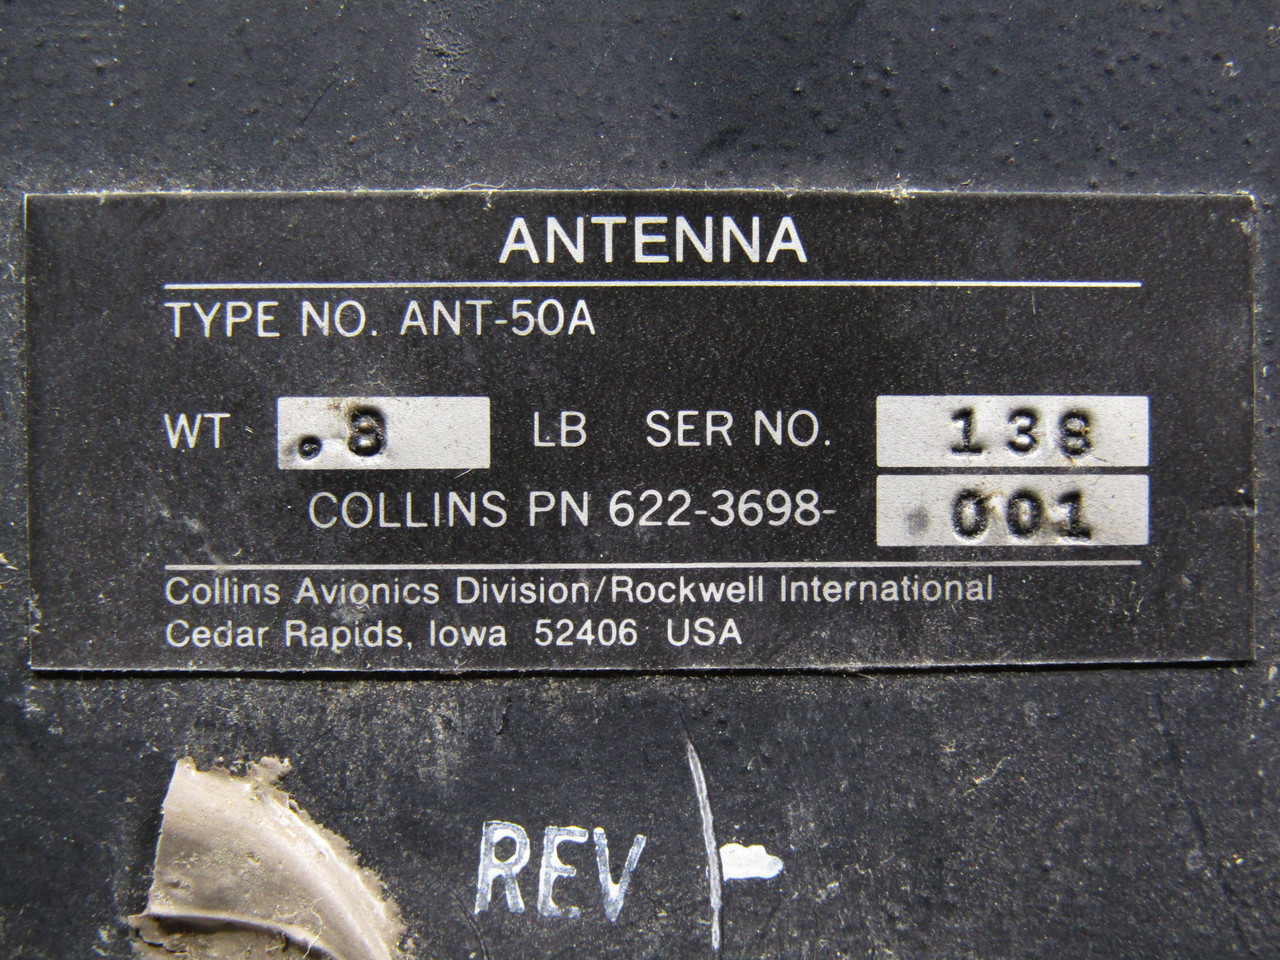 ANTENNA
TYPE NO. ANT-50A
WT .8 LB SER NO. 138
COLLINS PN 622-3698- 001
Collins Avionics Division/Rockwell International
Cedar Rapids, Iowa 52406 USA
REV -